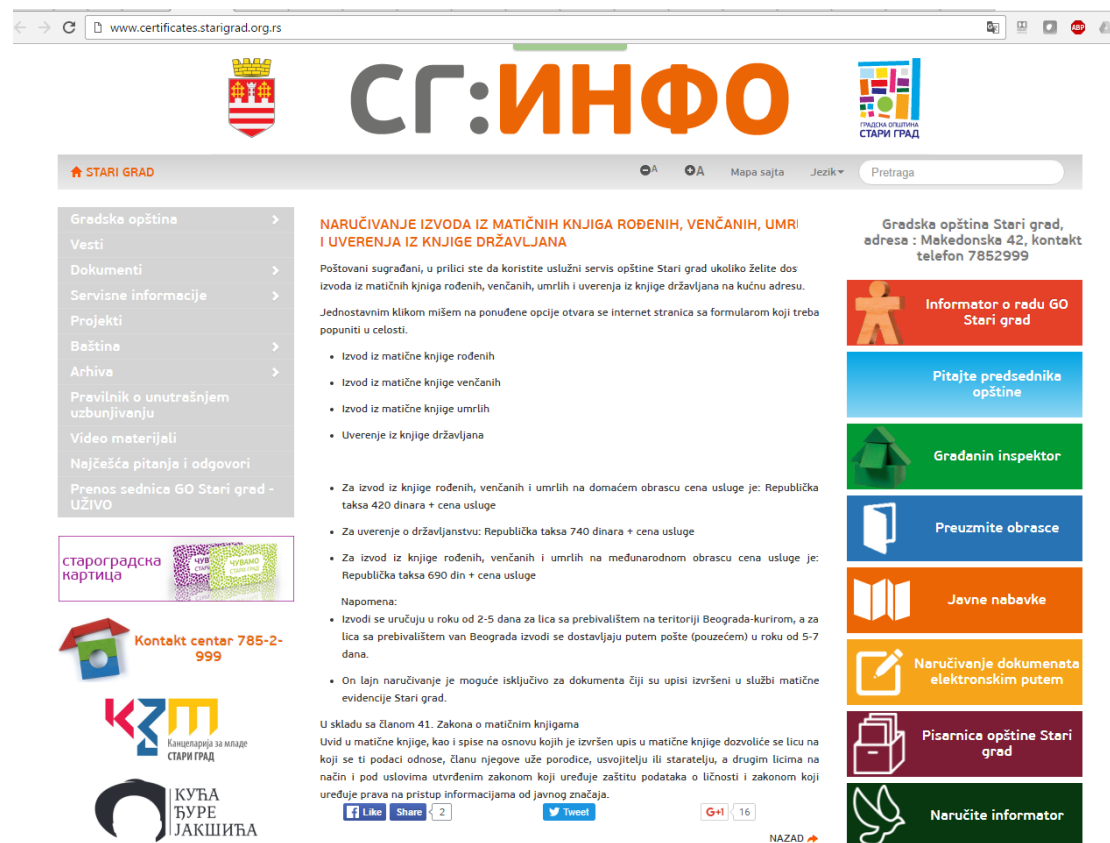 www.certificates.starigrad.org.rs
ABP
СГ:ИНФО
ГРАДСКА ОПШТИНА
СТАРИ ГРАД
STARI GRAD
A
A
Mapa sajta
Jezik
Pretraga
Gradska opština
Vesti
Dokumenti
Servisne informacije
Projekti
Baština
Arhiva
Pravilnik o unutrašnjem
uzbunjivanju
Video materijali
Najčešća pitanja i odgovori
Prenos sednica GO Stari grad -
UŽIVO
староградска
картица
ЧУВАМО
СТАРИ ГРАД
Kontakt centar 785-2-
999
Канцеларија за младе
СТАРИ ГРАД
КУЋА
ЂУРЕ
ЈАКШИЋА
NARUČIVANJE IZVODA IZ MATIČNIH KNJIGA ROĐENIH, VENČANIH, UMRI
I UVERENJA IZ KNJIGE DRŽAVLJANA
Poštovani sugrađani, u prilici ste da koristite uslužni servis opštine Stari grad ukoliko želite dos
izvoda iz matičnih kjniga rođenih, venčanih, umrlih i uverenja iz knjige državljana na kućnu adresu.
Jednostavnim klikom mišem na ponuđene opcije otvara se internet stranica sa formularom koji treba
popuniti u celosti.
• Izvod iz matične knjige rođenih
• Izvod iz matične knjige venčanih
• Izvod iz matične knjige umrlih
• Uverenje iz knjige državljana
• Za izvod iz knjige rođenih, venčanih i umrlih na domaćem obrascu cena usluge je: Republička
taksa 420 dinara + cena usluge
• Za uverenje o državljanstvu: Republička taksa 740 dinara + cena usluge
• Za izvod iz knjige rođenih, venčanih i umrlih na međunarodnom obrascu cena usluge je:
Republička taksa 690 din + cena usluge
Napomena:
• Izvodi se uručuju u roku od 2-5 dana za lica sa prebivalištem na teritoriji Beograda-kurirom, a za
lica sa prebivalištem van Beograda izvodi se dostavljaju putem pošte (pouzećem) u roku od 5-7
dana.
• On lajn naručivanje je moguće isključivo za dokumenta čiji su upisi izvršeni u službi matične
evidencije Stari grad.
U skladu sa članom 41. Zakona o matičnim knjigama
Uvid u matične knjige, kao i spise na osnovu kojih je izvršen upis u matične knjige dozvoliće se licu na
koji se ti podaci odnose, članu njegove uže porodice, usvojitelju ili staratelju, a drugim licima na
način i pod uslovima utvrđenim zakonom koji uređuje zaštitu podataka o ličnosti i zakonom koji
uređuje prava na pristup informacijama od javnog značaja.
Like Share 2
Tweet
G+1 16
NAZAD
Gradska opština Stari grad,
adresa : Makedonska 42, kontakt
telefon 7852999
Informator o radu GO
Stari grad
Pitajte predsednika
opštine
Građanin inspektor
Preuzmite obrasce
Javne nabavke
Naručivanje dokumenata
elektronskim putem
Pisarnica opštine Stari
grad
Naručite informator